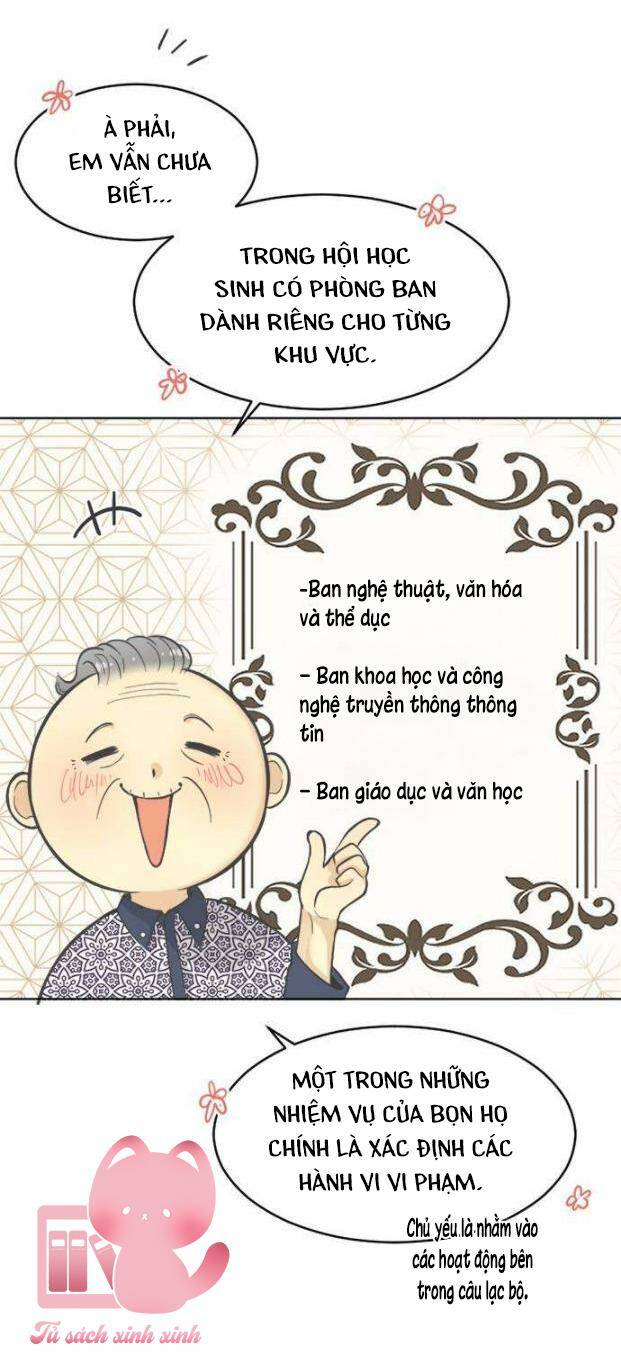 À PHẢI,
EM VẪN CHƯA
BIẾT...
TRONG HỘI HỌC
SINH CÓ PHÒNG BAN
DÀNH RIÊNG CHO TỪNG
KHU VỰC.
-Ban nghệ thuật, văn hóa
và thể dục
- Ban khoa học và công
nghệ truyền thông thông
tin
- Ban giáo dục và văn học
MỘT TRONG NHỮNG
NHIỆM VỤ CỦA BỌN HỌ
CHÍNH LÀ XÁC ĐỊNH CÁC
HÀNH VI VI PHẠM.
Chủ yếu là nhằm vào
các hoạt động bên
trong câu lạc bộ.
Tủ sách xinh xinh